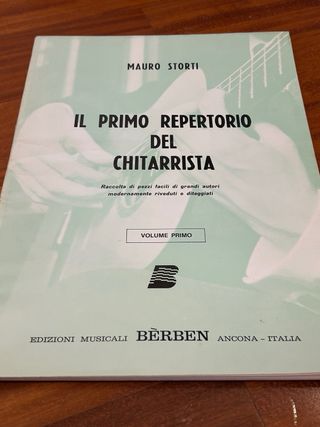 MAURO STORTI
IL PRIMO REPERTORIO
DEL
CHITARRISTA
Raccolta di pezzi facili di grandi autori
modernamente riveduti e diteggiati
VOLUME PRIMO
B
EDIZIONI MUSICALI BÈRBEN ANCONA - ITALIA